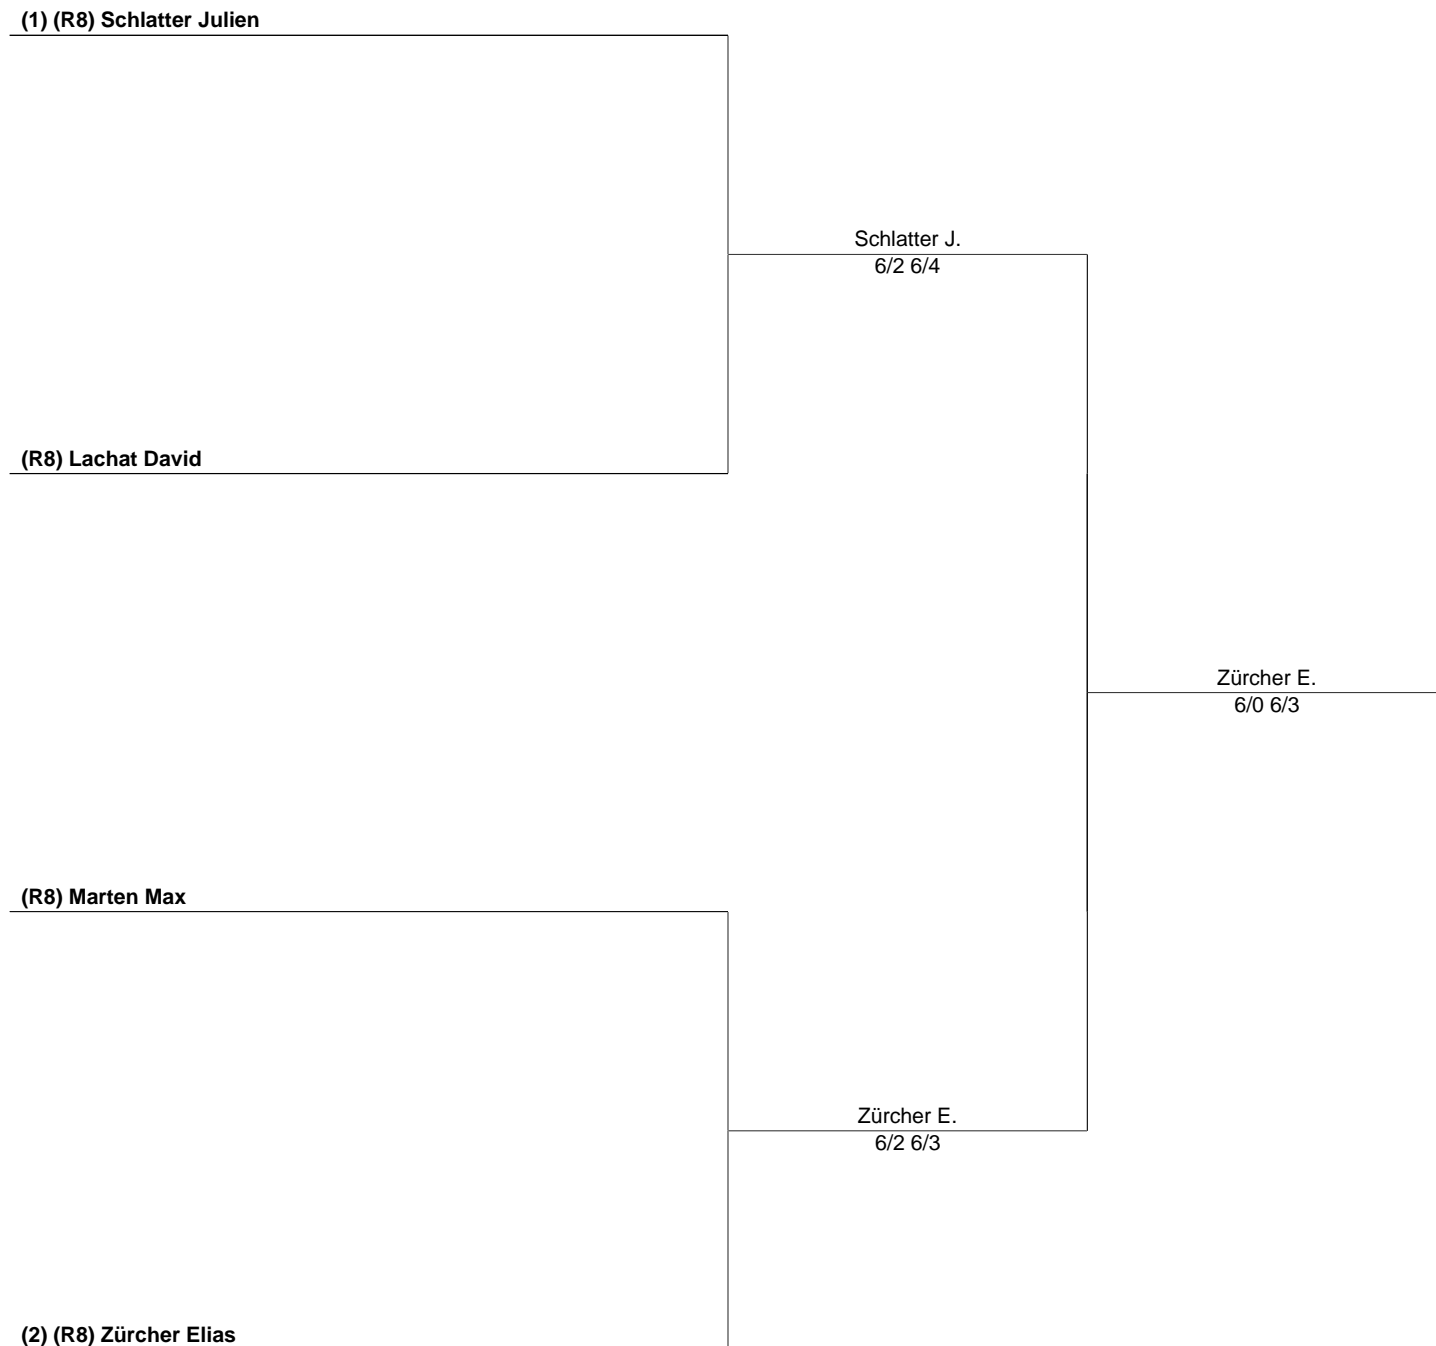 (1) (R8) Schlatter Julien
Schlatter J.
6/2 6/4
(R8) Lachat David
Zürcher E.
6/0 6/3
(R8) Marten Max
Zürcher E.
6/2 6/3
(2) (R8) Zürcher Elias